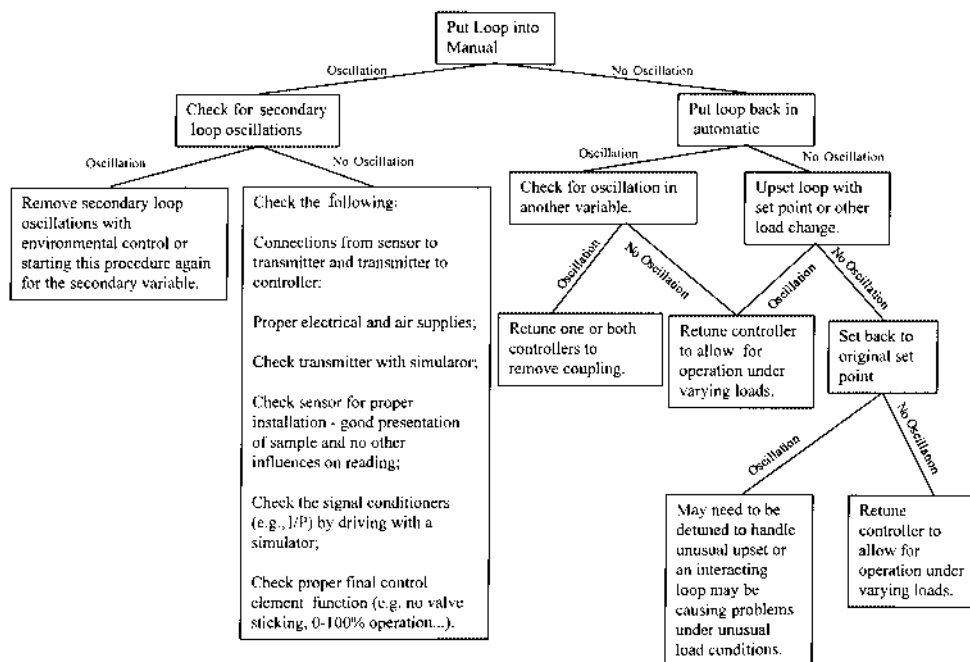 Put Loop into
Manual
Oscillation
No Oscillation
Check for secondary
loop oscillations
Put loop back in
automatic
Oscillation
No Oscillation
Oscillation
No Oscillation
Remove secondary loop
oscillations with
environmental control or
starting this procedure again
for the secondary variable.
Check the following:
Connections from sensor to
transmitter and transmitter to
controller:
Proper electrical and air supplies;
Check transmitter with simulator;
Check sensor for proper
installation - good presentation
of sample and no other
influences on reading;
Check the signal conditioners
(e.g., I/P) by driving with a
simulator;
Check proper final control
element function (e.g. no valve
sticking, 0-100% operation...).
Check for oscillation in
another variable.
Upset loop with
set point or other
load change.
Oscillation
No Oscillation
Oscillation
No Oscillation
Retune one or both
controllers to
remove coupling.
Retune controller
to allow for
operation under
varying loads.
Set back to
original set
point
Oscillation
No Oscillation
May need to be
detuned to handle
unusual upset or
an interacting
loop may be
causing problems
under unusual
load conditions.
Retune
controller to
allow for
operation under
varying loads.